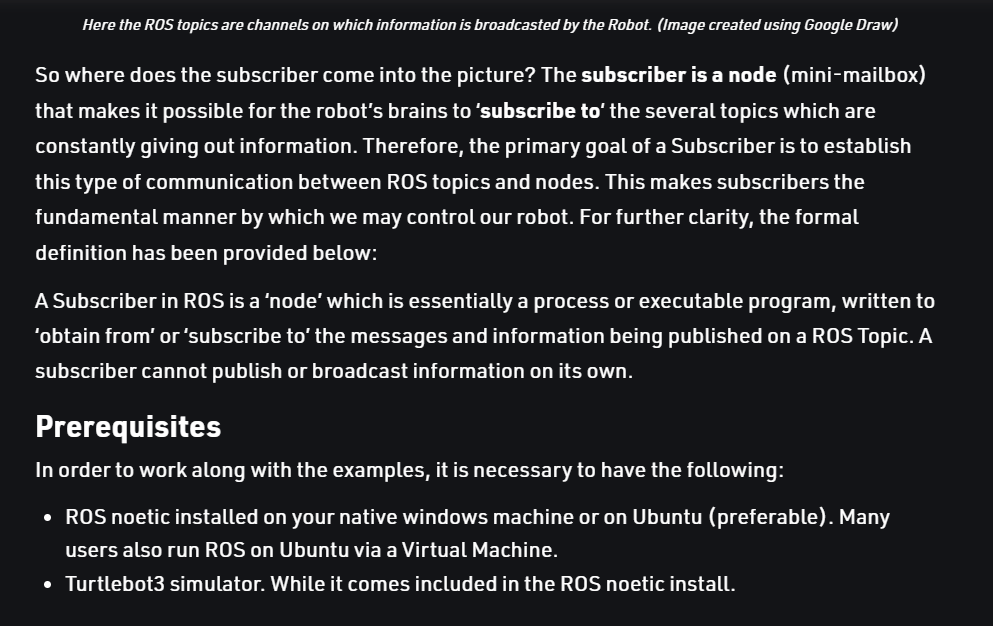 Here the ROS topics are channels on which information is broadcasted by the Robot. (Image created using Google Draw)
So where does the subscriber come into the picture? The subscriber is a node (mini-mailbox)
that makes it possible for the robot's brains to 'subscribe to' the several topics which are
constantly giving out information. Therefore, the primary goal of a Subscriber is to establish
this type of communication between ROS topics and nodes. This makes subscribers the
fundamental manner by which we may control our robot. For further clarity, the formal
definition has been provided below:
A Subscriber in ROS is a 'node' which is essentially a process or executable program, written to
'obtain from' or 'subscribe to' the messages and information being published on a ROS Topic. A
subscriber cannot publish or broadcast information on its own.
Prerequisites
In order to work along with the examples, it is necessary to have the following:
• ROS noetic installed on your native windows machine or on Ubuntu (preferable). Many
users also run ROS on Ubuntu via a Virtual Machine.
• Turtlebot3 simulator. While it comes included in the ROS noetic install.